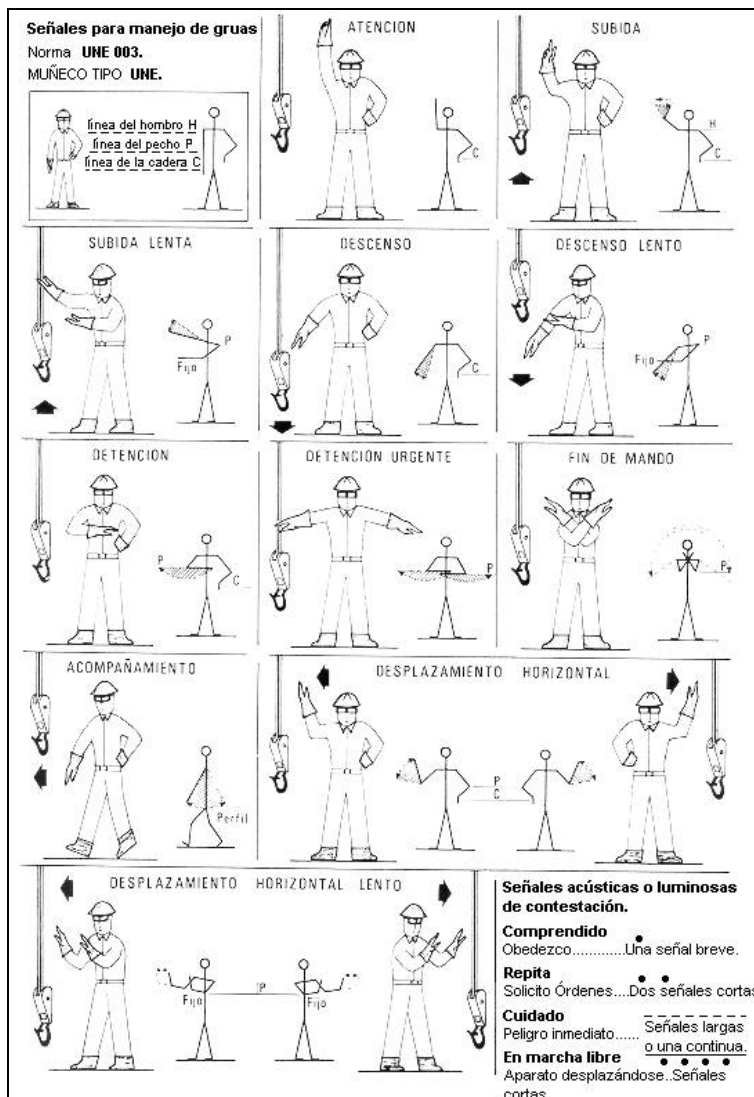 Señales para manejo de gruas
Norma UNE 003.
MUÑECO TIPO UNE.
línea del hombro H
línea del pecho P
línea de la cadera C
ATENCION
C
SUBIDA
H
C
SUBIDA LENTA
P
Fijo
DESCENSO
C
DESCENSO LENTO
P
Fijo
DETENCION
P
C
DETENCION URGENTE
P
FIN DE MANDO
P
ACOMPAÑAMIENTO
Perfil
DESPLAZAMIENTO HORIZONTAL
P
C
DESPLAZAMIENTO HORIZONTAL LENTO
Fijo
P
Fijo
Señales acústicas o luminosas
de contestación.
Comprendido
Obedezco............Una señal breve.
Repita
Solicito Órdenes....Dos señales cortas
Cuidado
Peligro inmediato...... Señales largas
o una continua.
En marcha libre
Aparato desplazándose..Señales
cortas